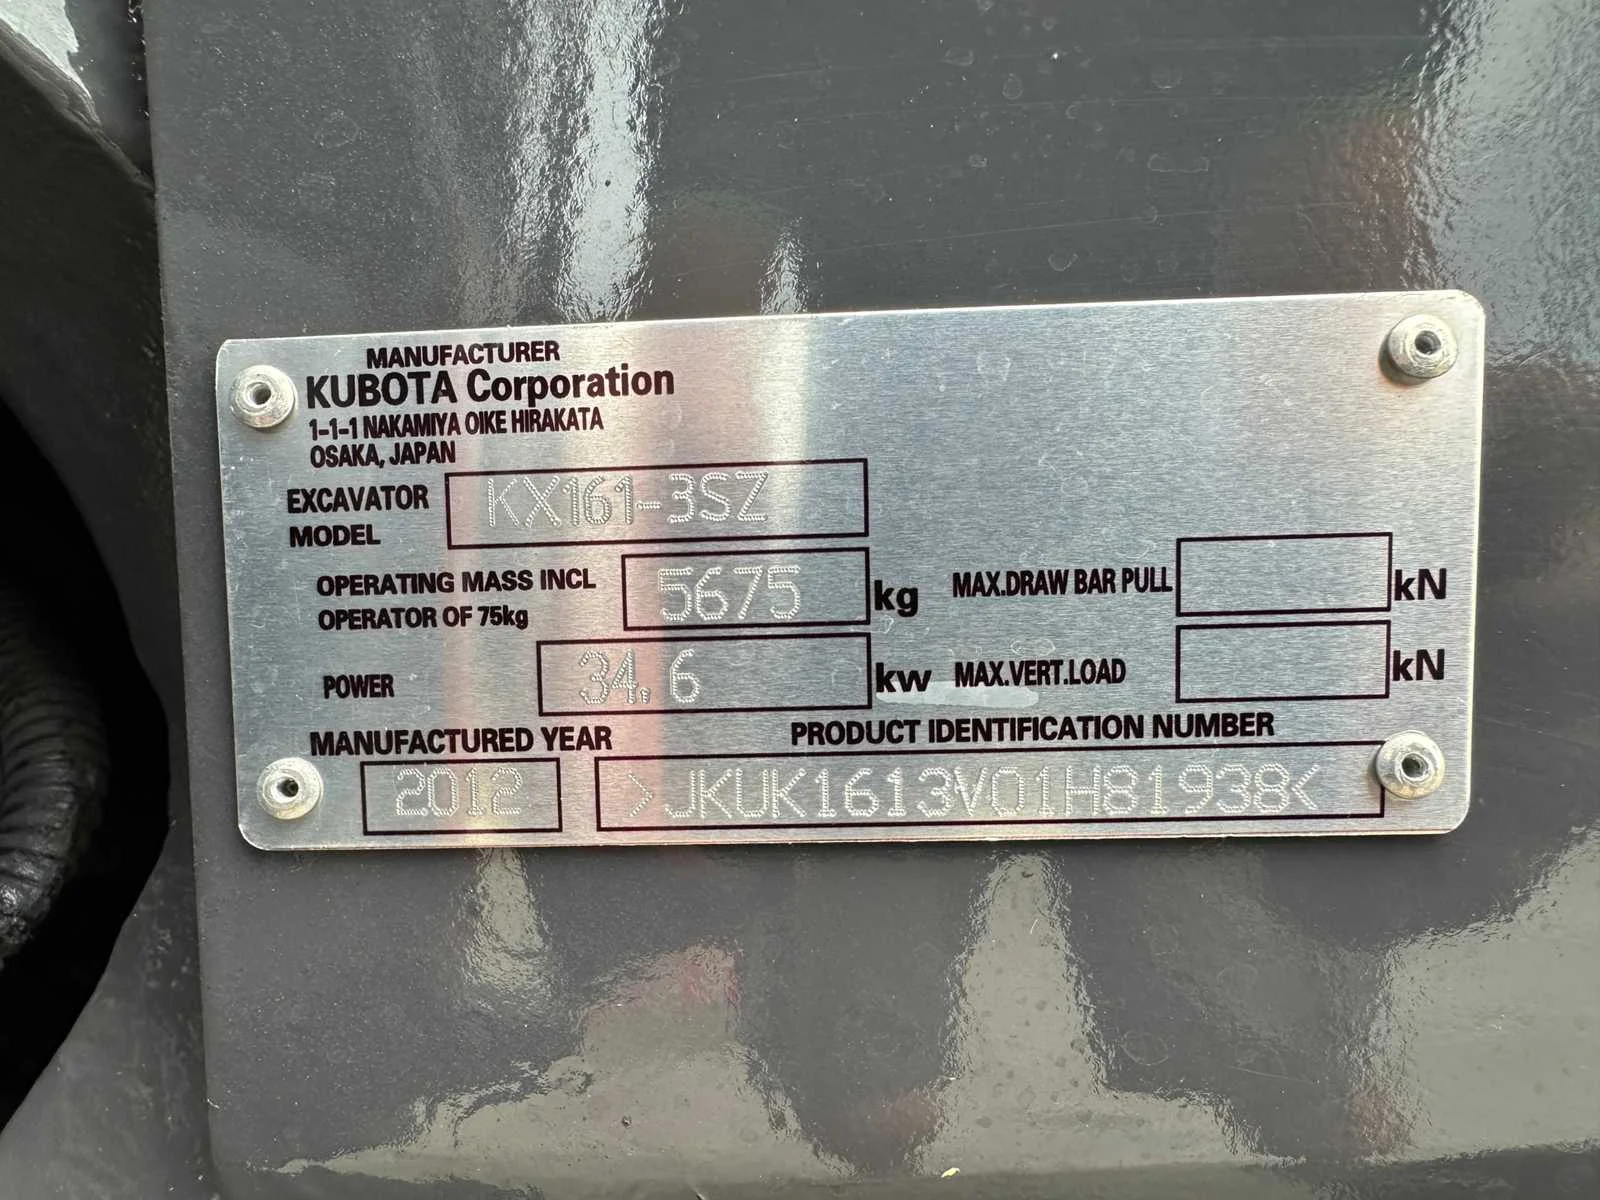 MANUFACTURER
KUBOTA Corporation
1-1-1 NAKAMIYA OIKE HIRAKATA
OSAKA, JAPAN
EXCAVATOR MODEL KX161-3SZ
OPERATING MASS INCL OPERATOR OF 75kg 5675 kg
MAX.DRAW BAR PULL kN
POWER 34.6 kw
MAX.VERT.LOAD kN
MANUFACTURED YEAR
2012
PRODUCT IDENTIFICATION NUMBER
>JKUK1613V01H81938<